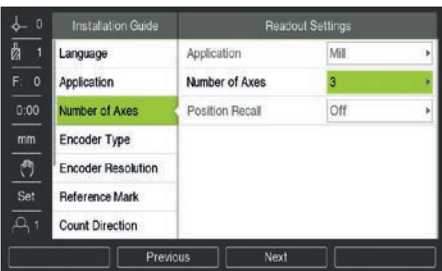 0
Installation Guide
Readout Settings
1
Language
Application
Mill
F: 0
Application
Number of Axes
3
0:00
Number of Axes
Position Recall
Off
mm
Encoder Type
Encoder Resolution
Set
Reference Mark
1
Count Direction
Previous
Next